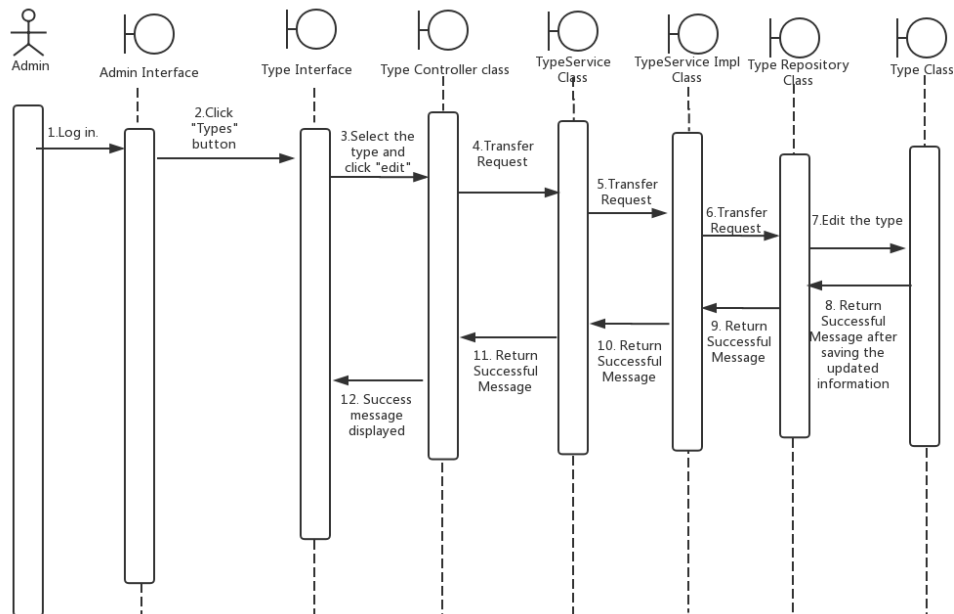 Admin
Admin Interface
Type Interface
Type Controller class
TypeService
Class
TypeService Impl
Class
Type Repository
Class
Type Class
1.Log in.
2.Click
"Types"
button
3.Select the
type and
click "edit"
4.Transfer
Request
5.Transfer
Request
6.Transfer
Request
7.Edit the type
8. Return
Successful
Message after
saving the
updated
information
9. Return
Successful
Message
10. Return
Successful
Message
11. Return
Successful
Message
12. Success
message
displayed